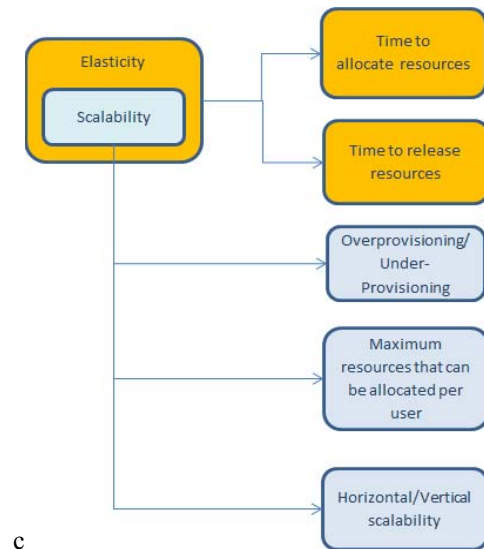 Elasticity
Scalability
Time to
allocate resources
Time to release
resources
Overprovisioning/
Under-
Provisioning
Maximum
resources that can
be allocated per
user
Horizontal/Vertical
scalability
c